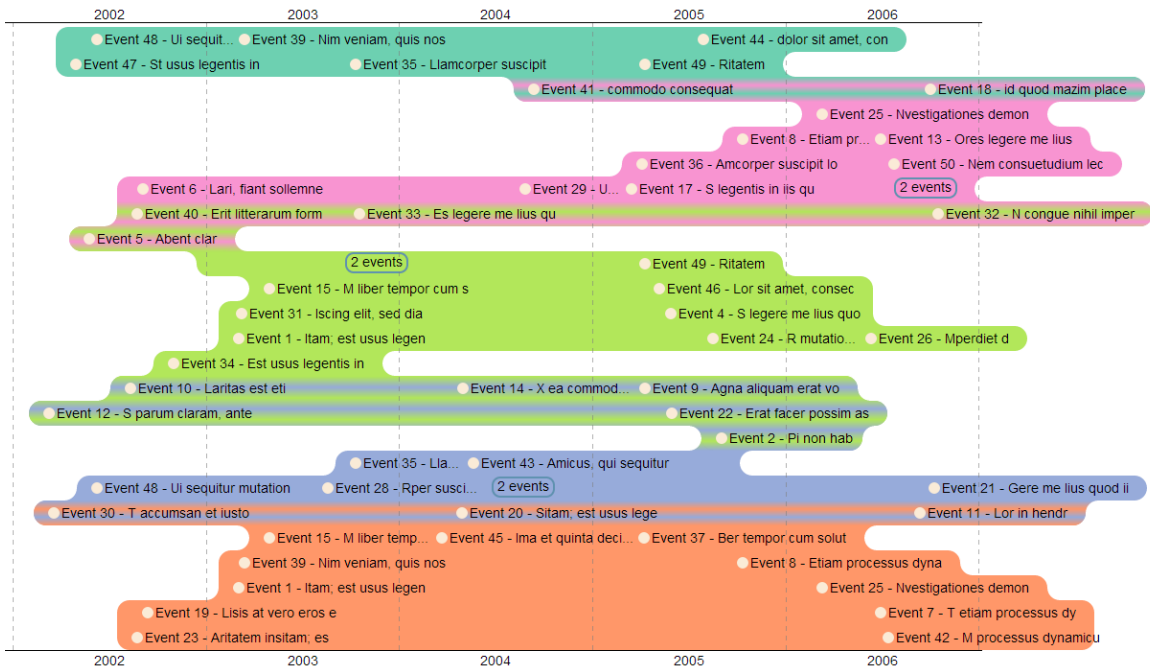 2002 2003 2004 2005 2006
Event 48 - Ui sequit... Event 39 - Nim veniam, quis nos Event 44 - dolor sit amet, con
Event 47 - St usus legentis in Event 35 - Llamcorper suscipit Event 49 - Ritatem
Event 41 - commodo consequat Event 18 - id quod mazim place
Event 25 - Nvestigationes demon
Event 8 - Etiam pr... Event 13 - Ores legere me lius
Event 36 - Amcorper suscipit lo Event 50 - Nem consuetudium lec
Event 6 - Lari, fiant sollemne Event 29 - U... Event 17 - S legentis in iis qu 2 events
Event 40 - Erit litterarum form Event 33 - Es legere me lius qu Event 32 - N congue nihil imper
Event 5 - Abent clar
2 events Event 49 - Ritatem
Event 15 - M liber tempor cum s Event 46 - Lor sit amet, consec
Event 31 - Iscing elit, sed dia Event 4 - S legere me lius quo
Event 1 - Itam; est usus legen Event 24 - R mutatio... Event 26 - Mperdiet d
Event 34 - Est usus legentis in
Event 10 - Laritas est eti Event 14 - X ea commod... Event 9 - Agna aliquam erat vo
Event 12 - S parum claram, ante Event 22 - Erat facer possim as
Event 2 - Pi non hab
Event 35 - Lla... Event 43 - Amicus, qui sequitur
Event 48 - Ui sequitur mutation Event 28 - Rper susci... 2 events Event 21 - Gere me lius quod ii
Event 30 - T accumsan et iusto Event 20 - Sitam; est usus lege Event 11 - Lor in hendr
Event 15 - M liber temp... Event 45 - Ima et quinta deci... Event 37 - Ber tempor cum solut
Event 39 - Nim veniam, quis nos Event 8 - Etiam processus dyna
Event 1 - Itam; est usus legen Event 25 - Nvestigationes demon
Event 19 - Lisis at vero eros e Event 7 - T etiam processus dy
Event 23 - Aritatem insitam; es Event 42 - M processus dynamicu
2002 2003 2004 2005 2006